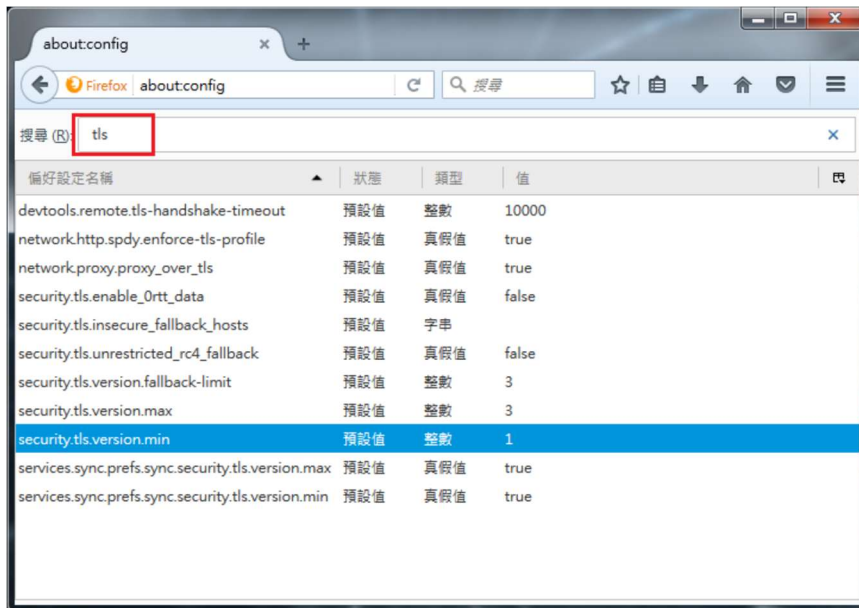 about:config
Firefox about:config 搜尋
搜尋 (R): tls
偏好設定名稱 狀態 類型 值
devtools.remote.tls-handshake-timeout 預設值 整數 10000
network.http.spdy.enforce-tls-profile 預設值 真假值 true
network.proxy.proxy_over_tls 預設值 真假值 true
security.tls.enable_0rtt_data 預設值 真假值 false
security.tls.insecure_fallback_hosts 預設值 字串
security.tls.unrestricted_rc4_fallback 預設值 真假值 false
security.tls.version.fallback-limit 預設值 整數 3
security.tls.version.max 預設值 整數 3
security.tls.version.min 預設值 整數 1
services.sync.prefs.sync.security.tls.version.max 預設值 真假值 true
services.sync.prefs.sync.security.tls.version.min 預設值 真假值 true